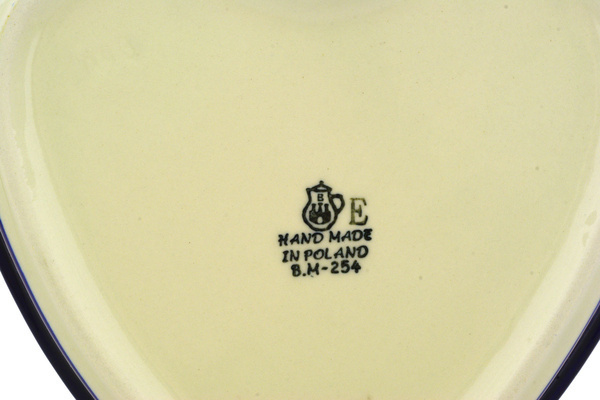 B
E
HAND MADE
IN POLAND
B.M-254